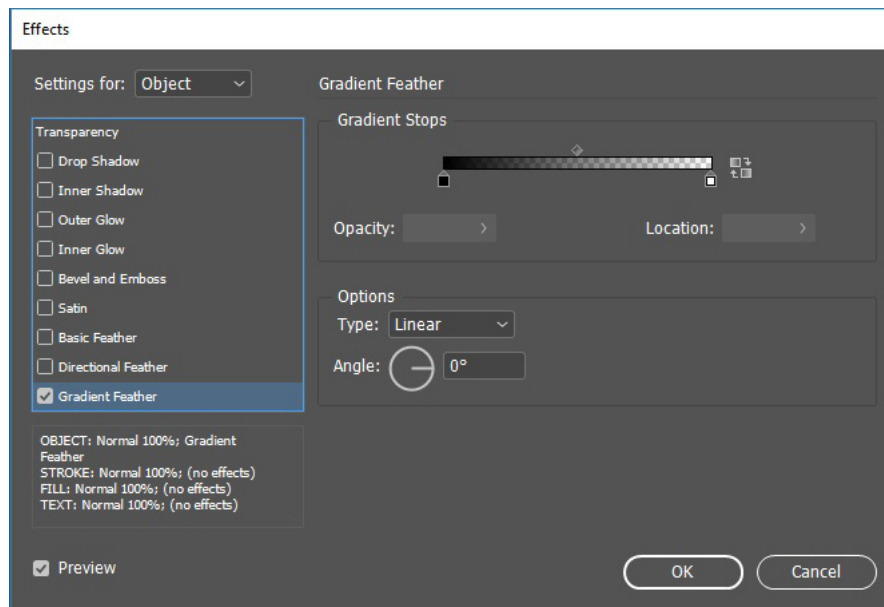 Effects
Settings for: Object
Transparency
Drop Shadow
Inner Shadow
Outer Glow
Inner Glow
Bevel and Emboss
Satin
Basic Feather
Directional Feather
Gradient Feather
OBJECT: Normal 100%; Gradient
Feather
STROKE: Normal 100%; (no effects)
FILL: Normal 100%; (no effects)
TEXT: Normal 100%; (no effects)
Preview
Gradient Feather
Gradient Stops
Opacity:
Location:
Options
Type: Linear
Angle: 0°
OK
Cancel